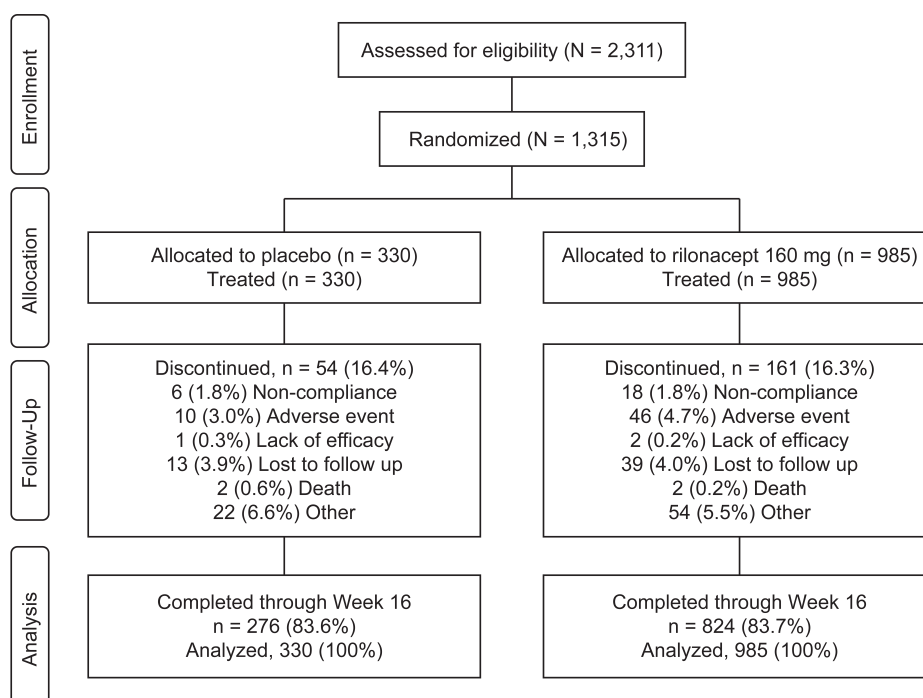 Enrollment
Assessed for eligibility (N = 2,311)
Randomized (N = 1,315)
Allocation
Allocated to placebo (n = 330)
Treated (n = 330)
Allocated to rilonacept 160 mg (n = 985)
Treated (n = 985)
Follow-Up
Discontinued, n = 54 (16.4%)
6 (1.8%) Non-compliance
10 (3.0%) Adverse event
1 (0.3%) Lack of efficacy
13 (3.9%) Lost to follow up
2 (0.6%) Death
22 (6.6%) Other
Discontinued, n = 161 (16.3%)
18 (1.8%) Non-compliance
46 (4.7%) Adverse event
2 (0.2%) Lack of efficacy
39 (4.0%) Lost to follow up
2 (0.2%) Death
54 (5.5%) Other
Analysis
Completed through Week 16
n = 276 (83.6%)
Analyzed, 330 (100%)
Completed through Week 16
n = 824 (83.7%)
Analyzed, 985 (100%)